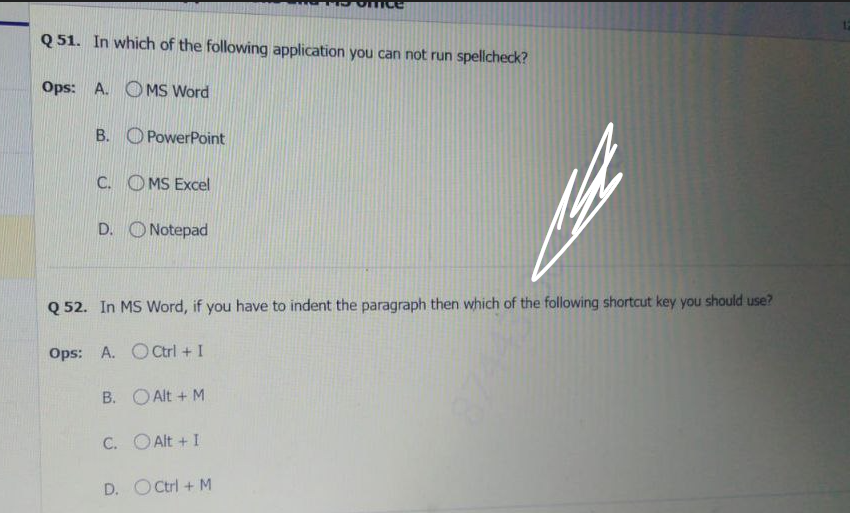 MS Office
Q 51. In which of the following application you can not run spellcheck?
Ops: A. MS Word
B. PowerPoint
C. MS Excel
D. Notepad
Q 52. In MS Word, if you have to indent the paragraph then which of the following shortcut key you should use?
Ops: A. Ctrl + I
B. Alt + M
C. Alt + I
D. Ctrl + M